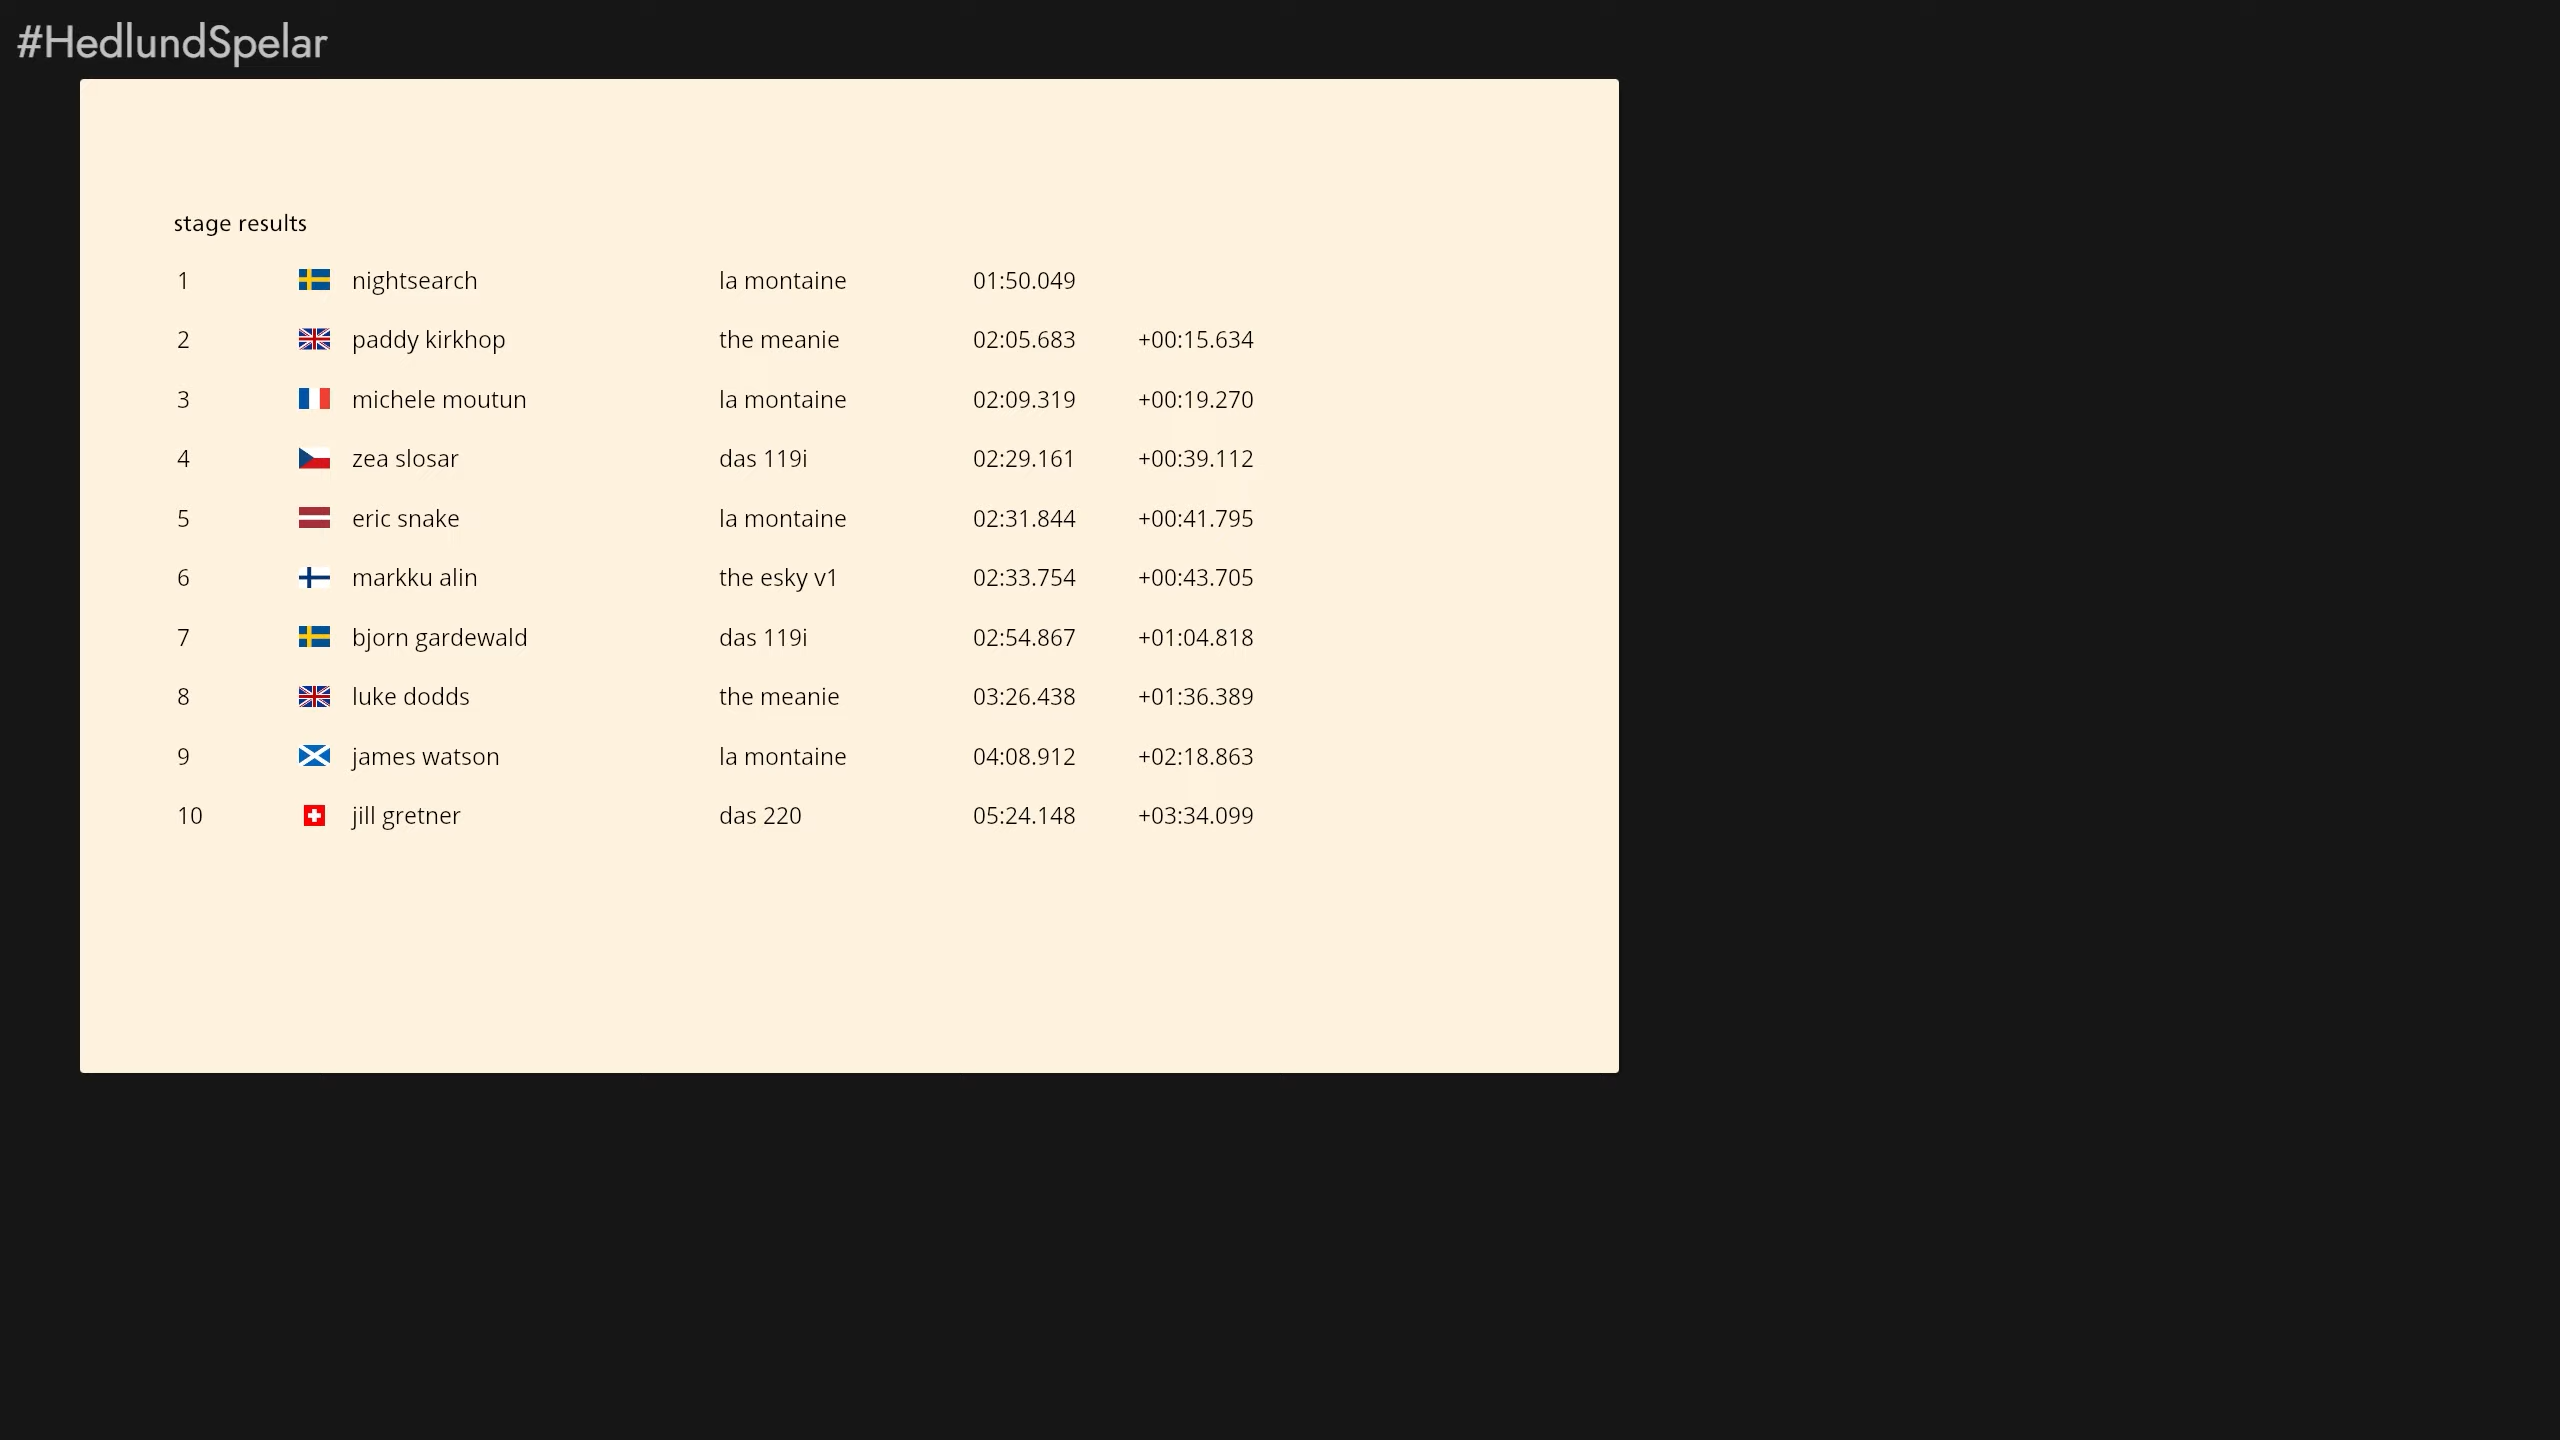 #HedlundSpelar
stage results
1 nightsearch la montaine 01:50.049
2 paddy kirkhop the meanie 02:05.683 +00:15.634
3 michele moutun la montaine 02:09.319 +00:19.270
4 zea slosar das 119i 02:29.161 +00:39.112
5 eric snake la montaine 02:31.844 +00:41.795
6 markku alin the esky v1 02:33.754 +00:43.705
7 bjorn gardewald das 119i 02:54.867 +01:04.818
8 luke dodds the meanie 03:26.438 +01:36.389
9 james watson la montaine 04:08.912 +02:18.863
10 jill gretner das 220 05:24.148 +03:34.099